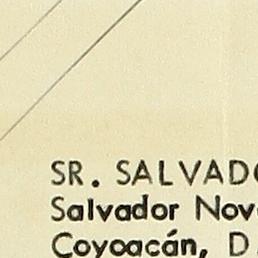 SR. SALVADO
Salvador Nov
Coyoacán, D.